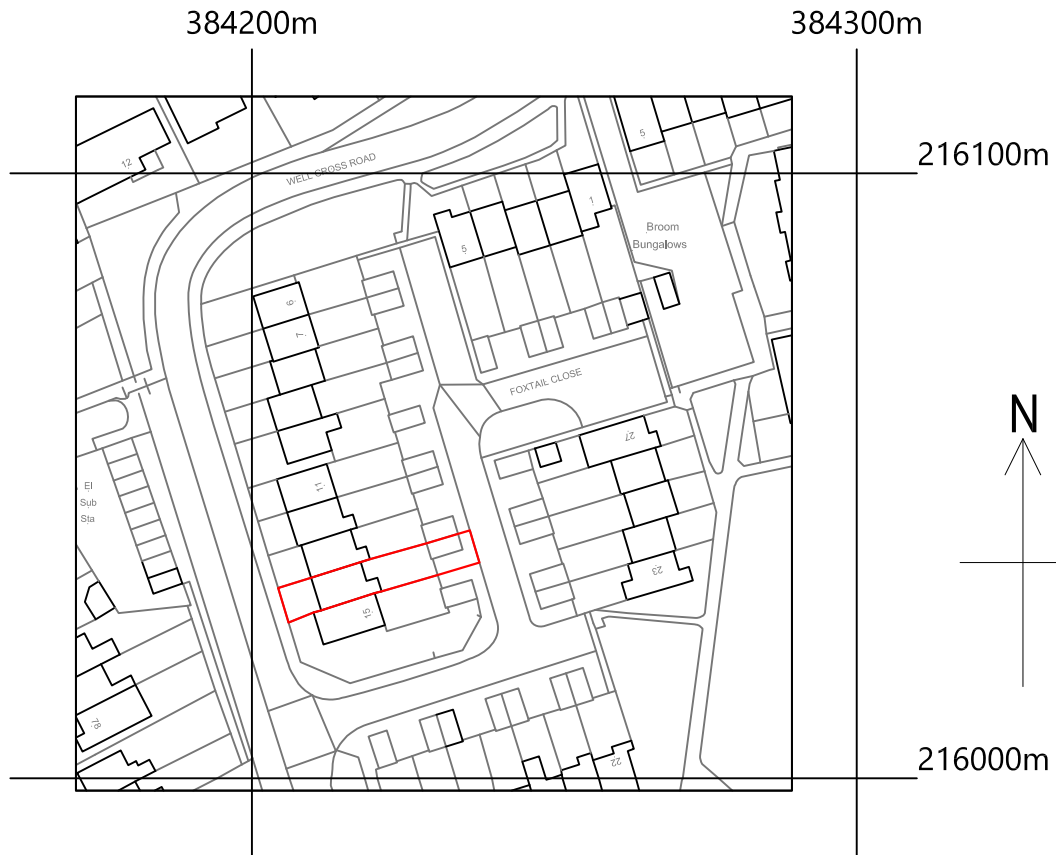 384200m
384300m
216100m
216000m
N
WELL CROSS ROAD
12
5
1
5
Broom
Bungalows
6
7
FOXTAIL CLOSE
27
11
El
Sub
Sta
23
15
78
22